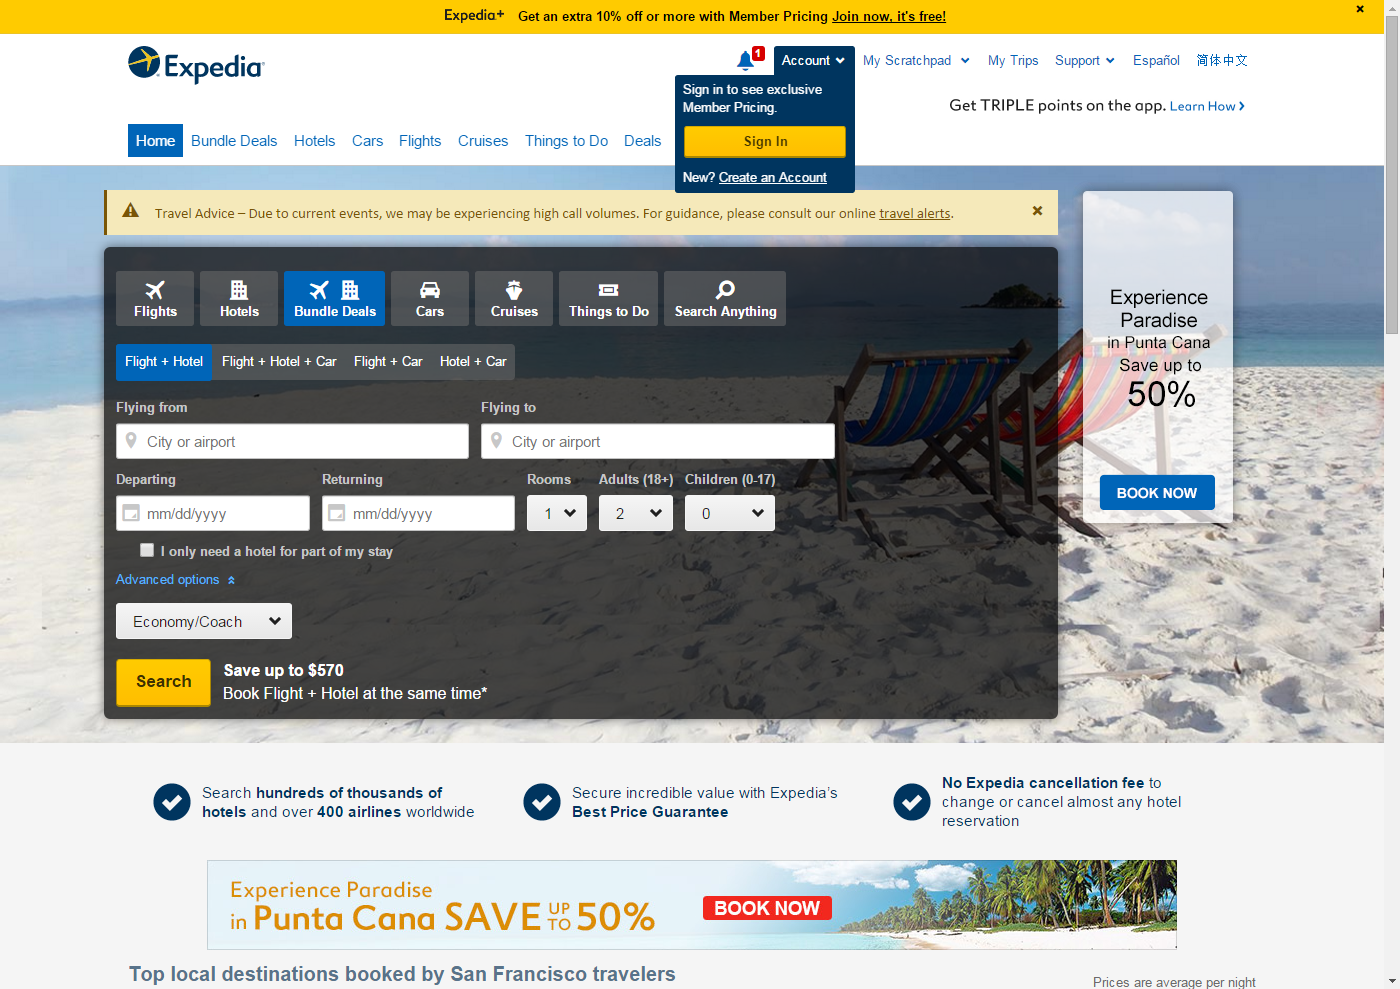 Expedia+ Get an extra 10% off or more with Member Pricing Join now, it's free!
Expedia
1
Account
My Scratchpad
My Trips
Support
Español
简体中文
Sign in to see exclusive
Member Pricing.
Sign In
New? Create an Account
Get TRIPLE points on the app. Learn How
Home
Bundle Deals
Hotels
Cars
Flights
Cruises
Things to Do
Deals
Travel Advice – Due to current events, we may be experiencing high call volumes. For guidance, please consult our online travel alerts.
Flights
Hotels
Bundle Deals
Cars
Cruises
Things to Do
Search Anything
Flight + Hotel
Flight + Hotel + Car
Flight + Car
Hotel + Car
Flying from
Flying to
City or airport
City or airport
Departing
Returning
Rooms
Adults (18+)
Children (0-17)
mm/dd/yyyy
mm/dd/yyyy
1
2
0
I only need a hotel for part of my stay
Advanced options
Economy/Coach
Search
Save up to $570
Book Flight + Hotel at the same time*
Experience
Paradise
in Punta Cana
Save up to
50%
BOOK NOW
Search hundreds of thousands of
hotels and over 400 airlines worldwide
Secure incredible value with Expedia's
Best Price Guarantee
No Expedia cancellation fee to
change or cancel almost any hotel
reservation
Experience Paradise
in Punta Cana SAVE UP TO 50%
BOOK NOW
Top local destinations booked by San Francisco travelers
Prices are average per night